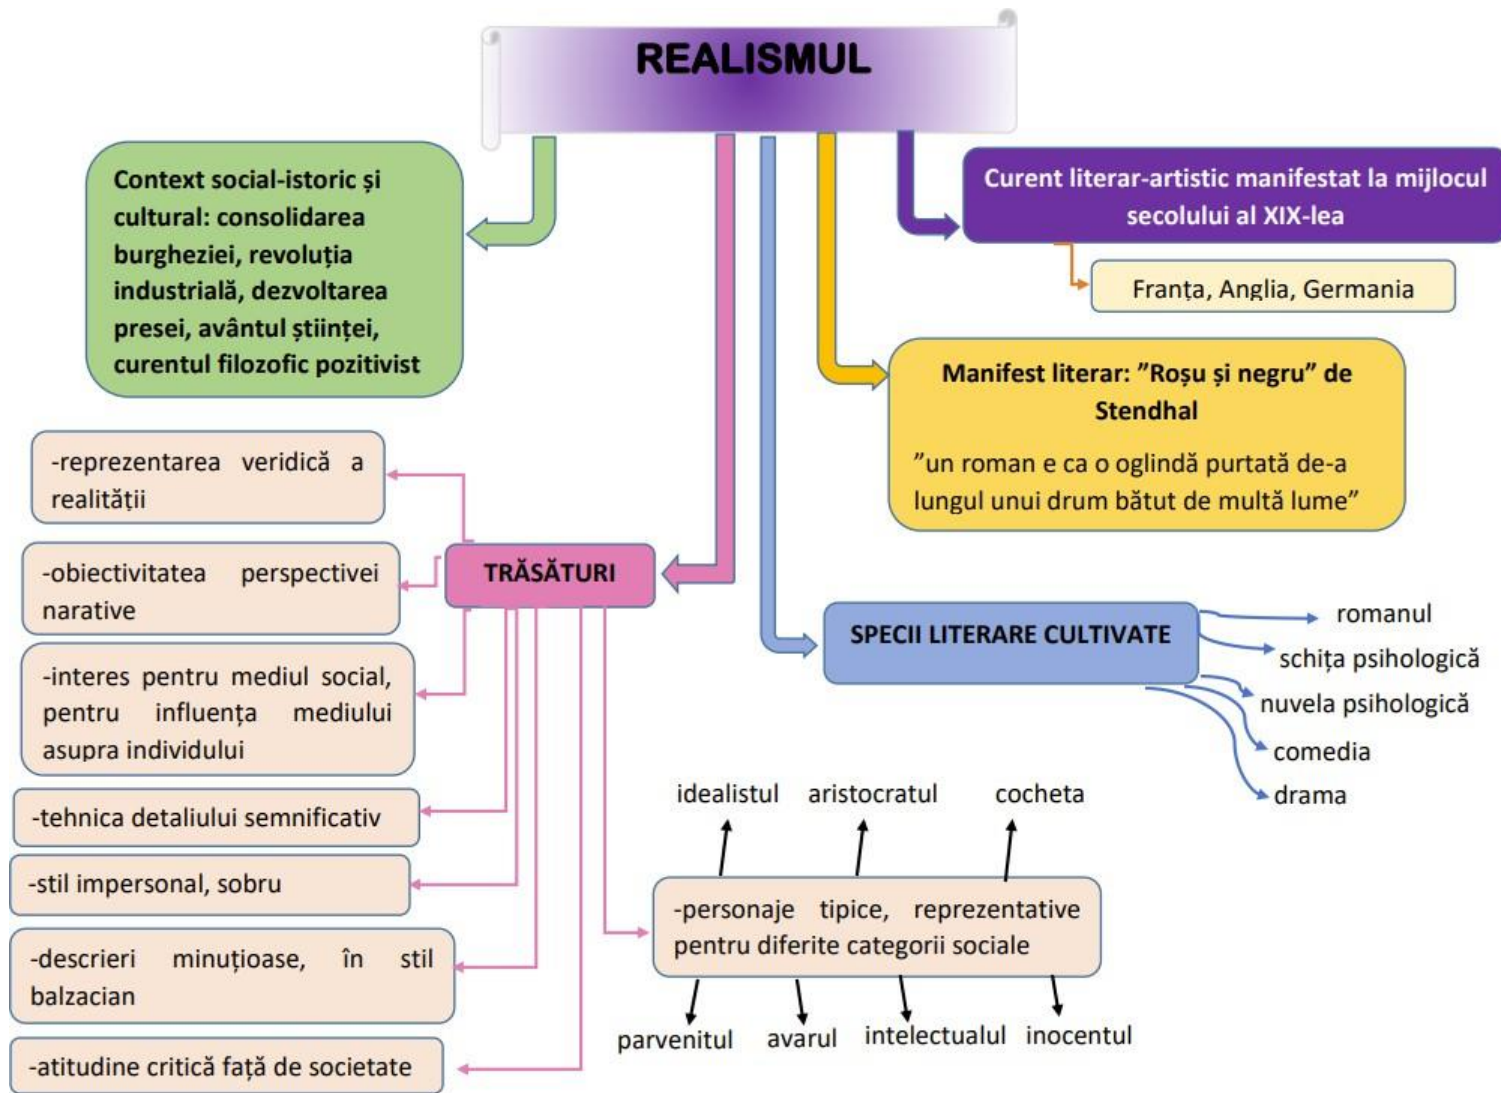 REALISMUL
Context social-istoric și
cultural: consolidarea
burgheziei, revoluția
industrială, dezvoltarea
presei, avântul științei,
curentul filozofic pozitivist
Curent literar-artistic manifestat la mijlocul
secolului al XIX-lea
Franța, Anglia, Germania
Manifest literar: ”Roșu și negru” de
Stendhal
”un roman e ca o oglindă purtată de-a
lungul unui drum bătut de multă lume”
TRĂSĂTURI
-reprezentarea veridică a
realității
-obiectivitatea perspectivei
narative
-interes pentru mediul social,
pentru influența mediului
asupra individului
-tehnica detaliului semnificativ
-stil impersonal, sobru
-descrieri minuțioase, în stil
balzacian
-atitudine critică față de societate
SPECII LITERARE CULTIVATE
romanul
schița psihologică
nuvela psihologică
comedia
drama
idealistul aristocratul cocheta
-personaje tipice, reprezentative
pentru diferite categorii sociale
parvenitul avarul intelectualul inocentul